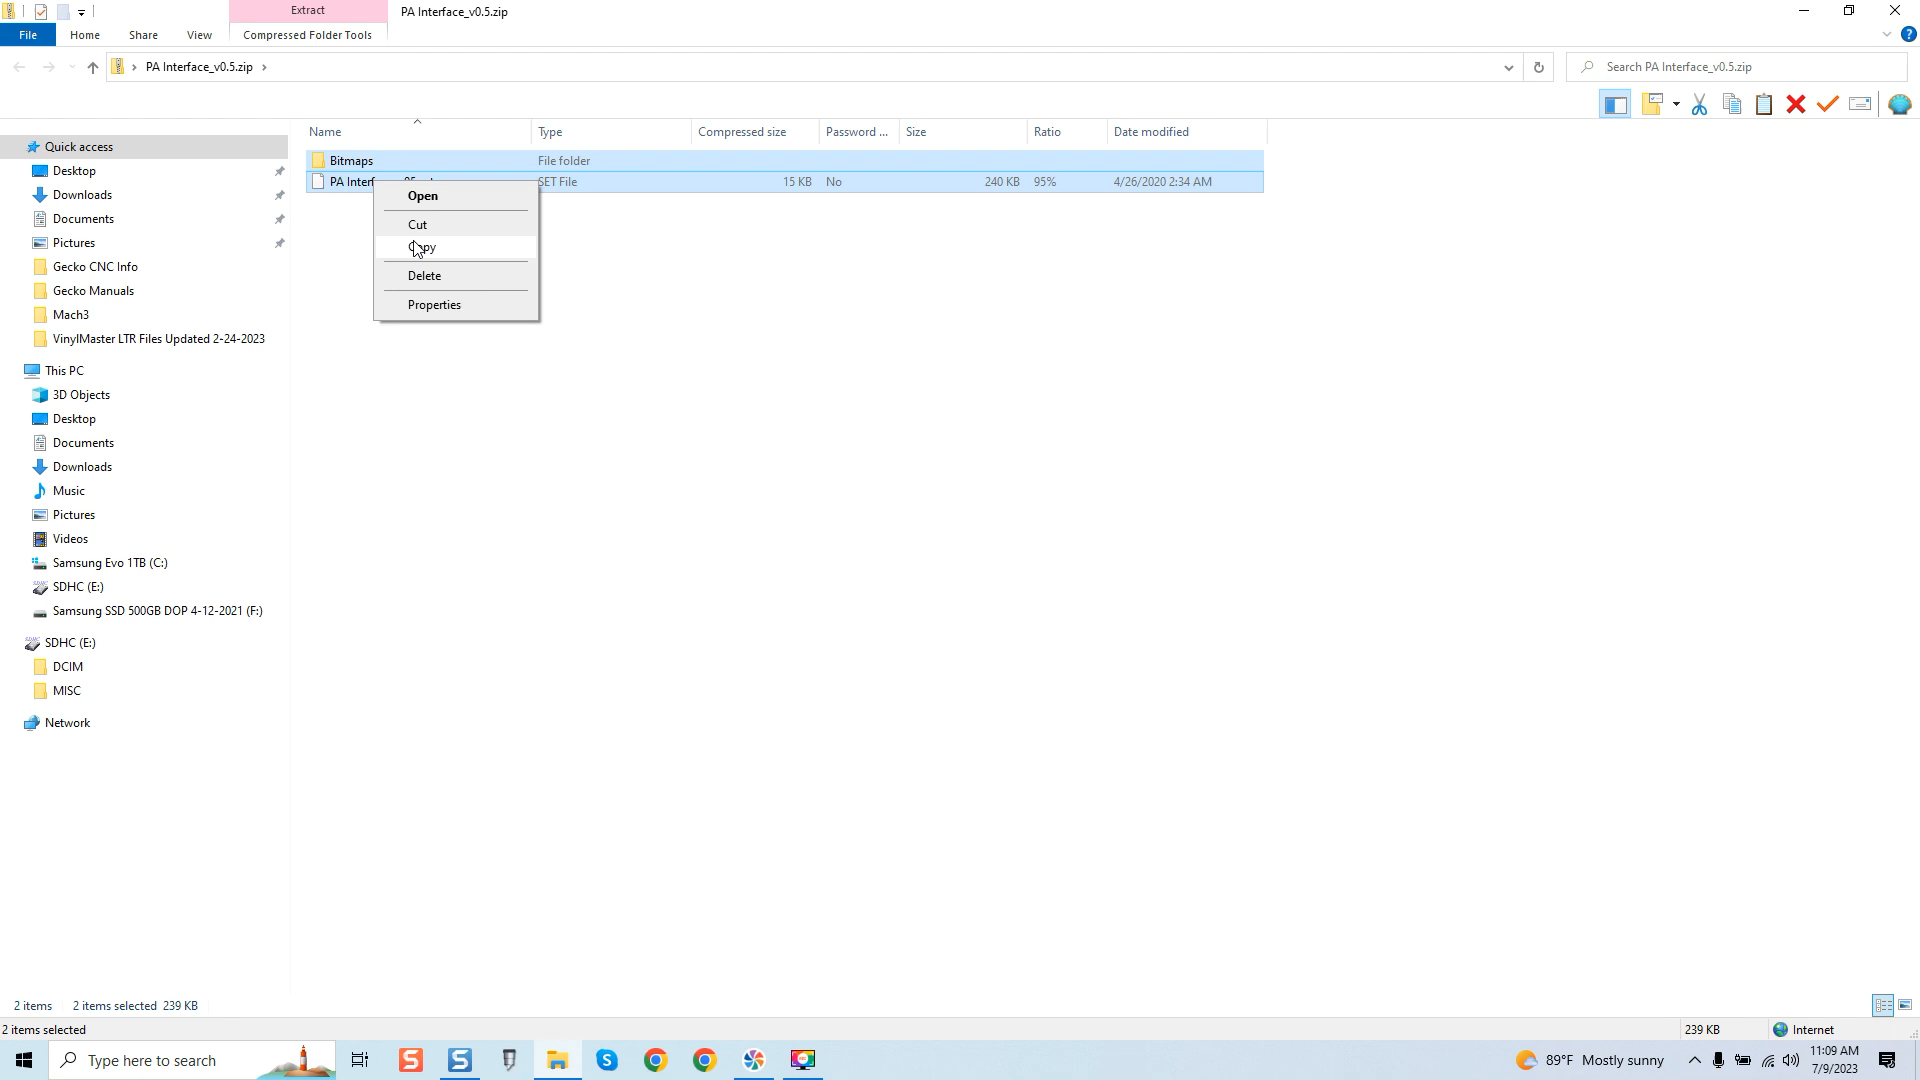 Extract
PA Interface_v0.5.zip
File
Home
Share
View
Compressed Folder Tools
PA Interface_v0.5.zip
Search PA Interface_v0.5.zip
Name
Type
Compressed size
Password ...
Size
Ratio
Date modified
Quick access
Desktop
Downloads
Documents
Pictures
Gecko CNC Info
Gecko Manuals
Mach3
VinylMaster LTR Files Updated 2-24-2023
This PC
3D Objects
Desktop
Documents
Downloads
Music
Pictures
Videos
Samsung Evo 1TB (C:)
SDHC (E:)
Samsung SSD 500GB DOP 4-12-2021 (F:)
SDHC (E:)
DCIM
MISC
Network
Bitmaps
File folder
PA
SET File
15 KB
No
240 KB
95%
4/26/2020 2:34 AM
Open
Cut
Copy
Delete
Properties
2 items
2 items selected 239 KB
2 items selected
239 KB
Internet
Type here to search
89°F Mostly sunny
11:09 AM
7/9/2023